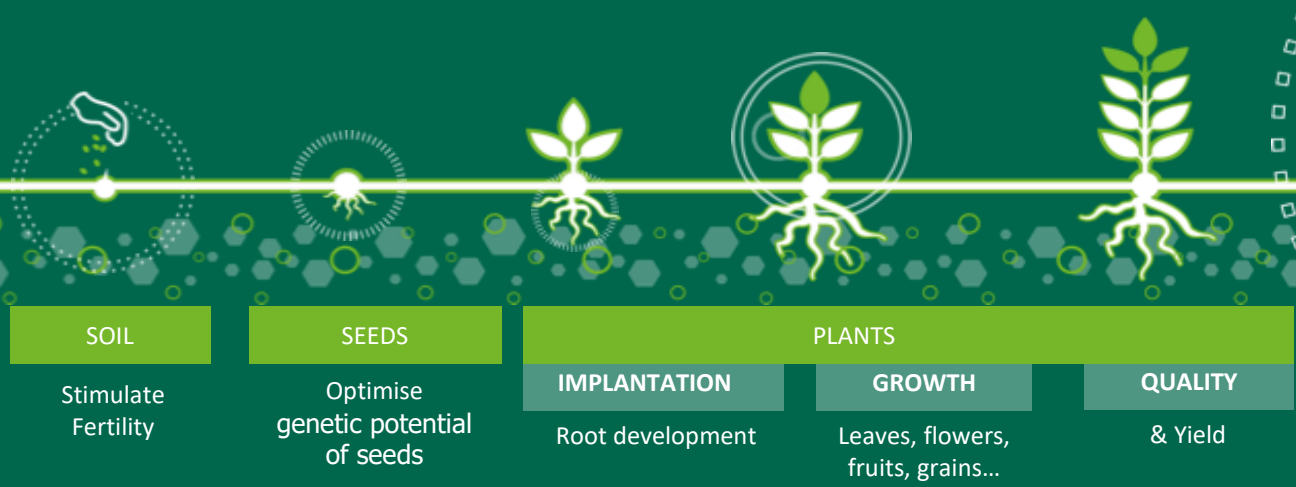 SOIL
Stimulate
Fertility
SEEDS
Optimise
genetic potential
of seeds
PLANTS
IMPLANTATION
Root development
GROWTH
Leaves, flowers,
fruits, grains…
QUALITY
& Yield